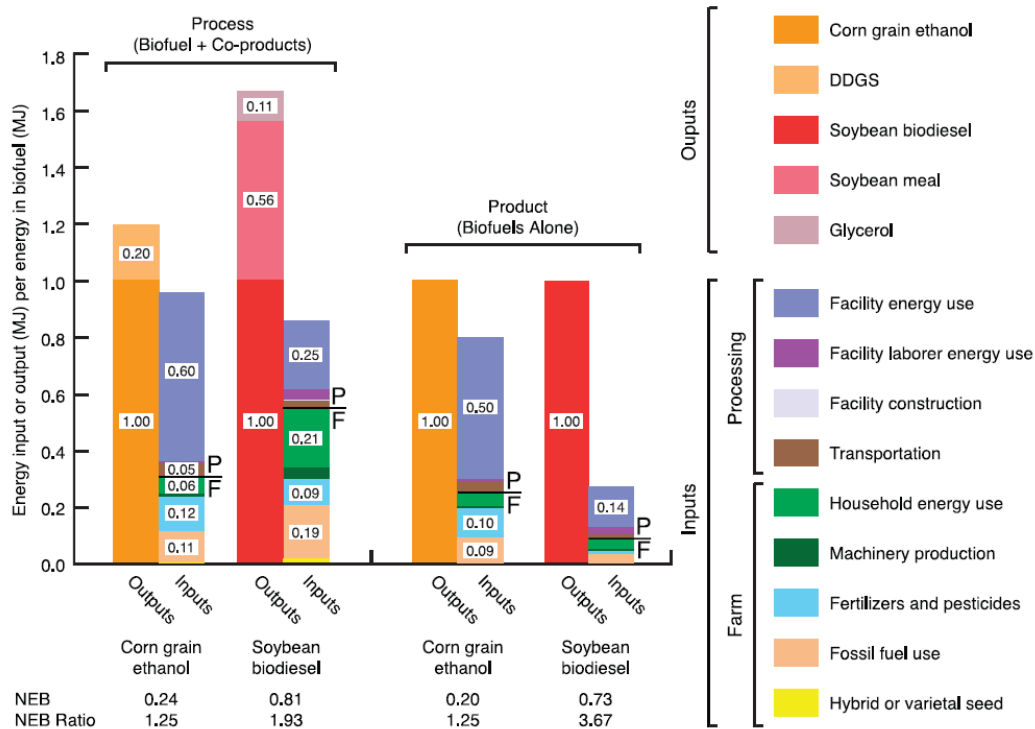 Process
(Biofuel + Co-products)
Energy input or output (MJ) per energy in biofuel (MJ)
1.8
1.6
1.4
1.2
1.0
0.8
0.6
0.4
0.2
0.0
0.20
1.00
0.60
0.05
P
F
0.06
0.12
0.11
0.11
0.56
1.00
0.25
P
F
0.21
0.09
0.19
Product
(Biofuels Alone)
1.00
0.50
P
F
0.10
0.09
1.00
0.14
P
F
Outputs Inputs Outputs Inputs Outputs Inputs Outputs Inputs
Corn grain ethanol
Soybean biodiesel
Corn grain ethanol
Soybean biodiesel
NEB 0.24 0.81 0.20 0.73
NEB Ratio 1.25 1.93 1.25 3.67
Ouputs
Corn grain ethanol
DDGS
Soybean biodiesel
Soybean meal
Glycerol
Inputs
Processing
Facility energy use
Facility laborer energy use
Facility construction
Transportation
Farm
Household energy use
Machinery production
Fertilizers and pesticides
Fossil fuel use
Hybrid or varietal seed